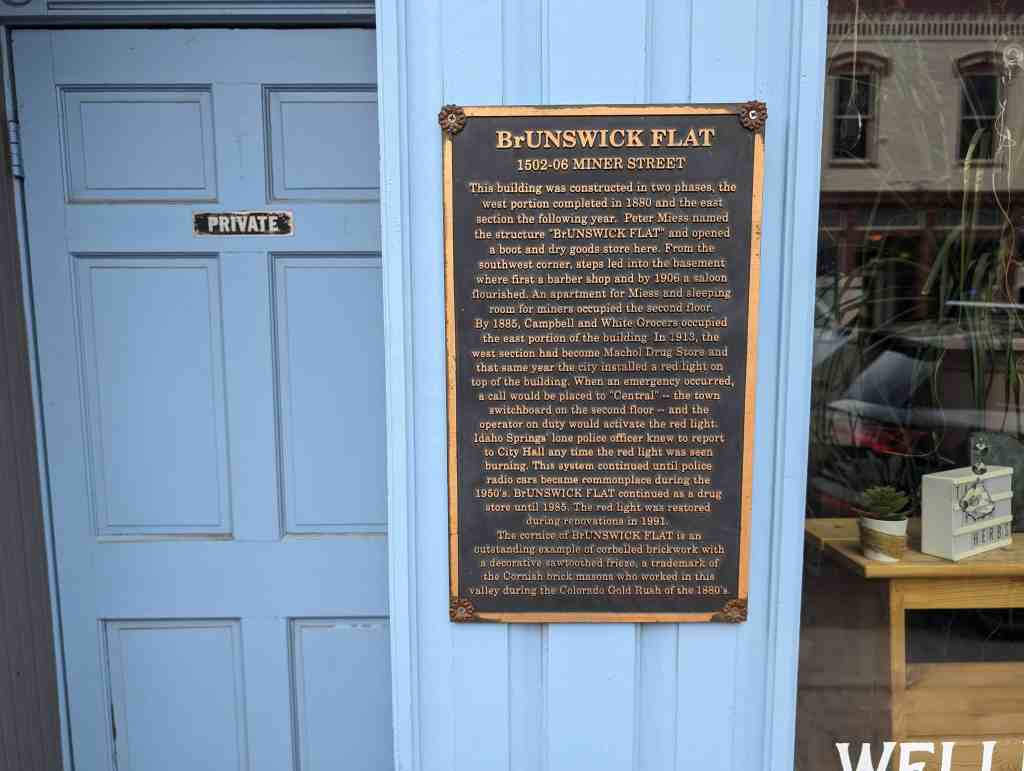 PRIVATE
BrUNSWICK FLAT
1502-06 MINER STREET
This building was constructed in two phases, the
west portion completed in 1880 and the east
section the following year. Peter Miess named
the structure "BrUNSWICK FLAT" and opened
a boot and dry goods store here. From the
southwest corner, steps led into the basement
where first a barber shop and by 1906 a saloon
flourished. An apartment for Miess and sleeping
room for miners occupied the second floor.
By 1885, Campbell and White Grocers occupied
the east portion of the building. In 1913, the
west section had become Machol Drug Store and
that same year the city installed a red light on
top of the building. When an emergency occurred,
a call would be placed to "Central" -- the town
switchboard on the second floor -- and the
operator on duty would activate the red light.
Idaho Springs' lone police officer knew to report
to City Hall any time the red light was seen
burning. This system continued until police
radio cars became commonplace during the
1950's. BrUNSWICK FLAT continued as a drug
store until 1985. The red light was restored
during renovations in 1991.
The cornice of BrUNSWICK FLAT is an
outstanding example of corbelled brickwork with
a decorative sawtoothed frieze, a trademark of
the Cornish brick masons who worked in this
valley during the Colorado Gold Rush of the 1880's.
HERBS
WELL